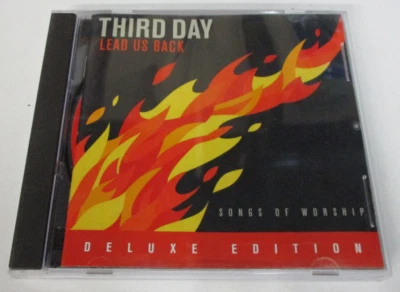 THIRD DAY
LEAD US BACK
SONGS OF WORSHIP
DELUXE EDITION